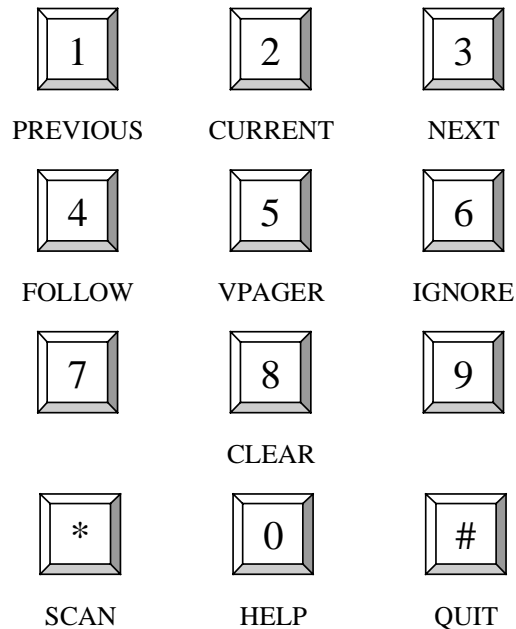 1 2 3
PREVIOUS CURRENT NEXT
4 5 6
FOLLOW VPAGER IGNORE
7 8 9
CLEAR
* 0 #
SCAN HELP QUIT